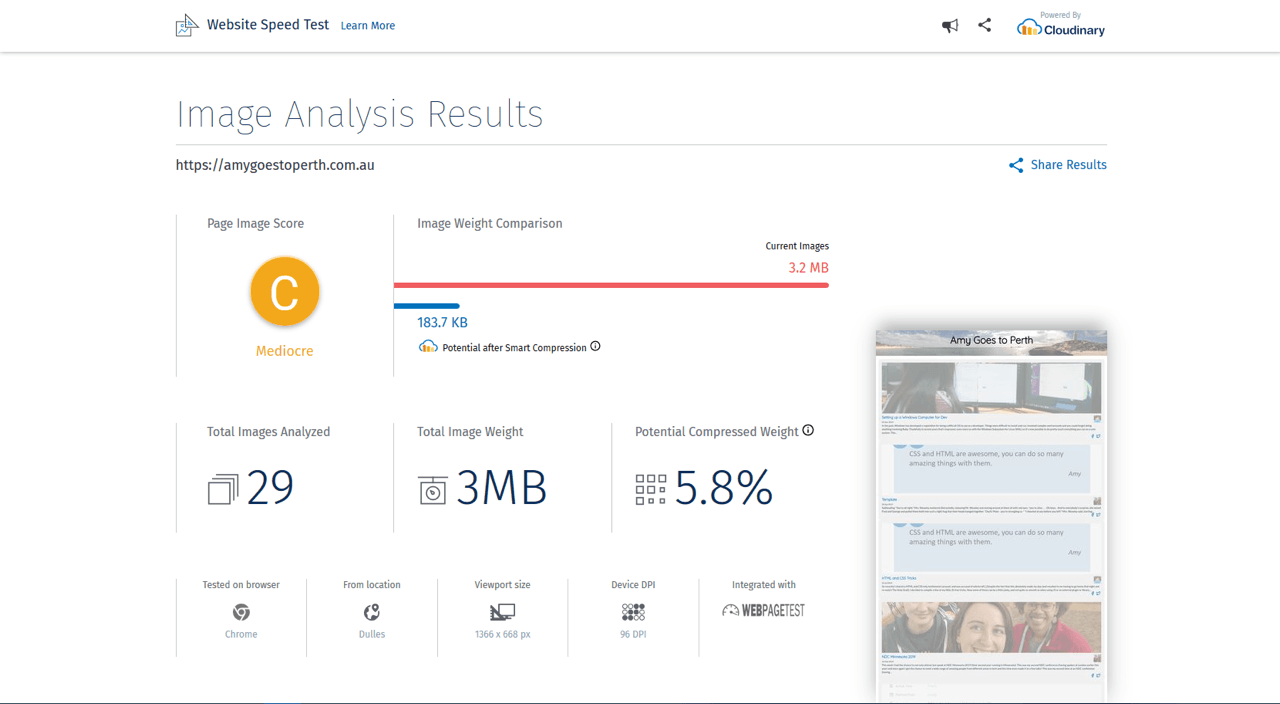 Website Speed Test Learn More
Powered By
Cloudinary
Image Analysis Results
https://amygoestoperth.com.au
Share Results
Page Image Score
C
Mediocre
Image Weight Comparison
Current Images
3.2 MB
183.7 KB
Potential after Smart Compression
Total Images Analyzed
29
Total Image Weight
3MB
Potential Compressed Weight
5.8%
Tested on browser
Chrome
From location
Dulles
Viewport size
1366 x 668 px
Device DPI
96 DPI
Integrated with
WEBPAGETEST
Amy Goes to Perth
Setting up a Windows Computer for Dev
CSS and HTML are awesome, you can do so many
amazing things with them.
Amy
Template
CSS and HTML are awesome, you can do so many
amazing things with them.
Amy
HTML and CSS Tricks
NDC Minnesota 2019